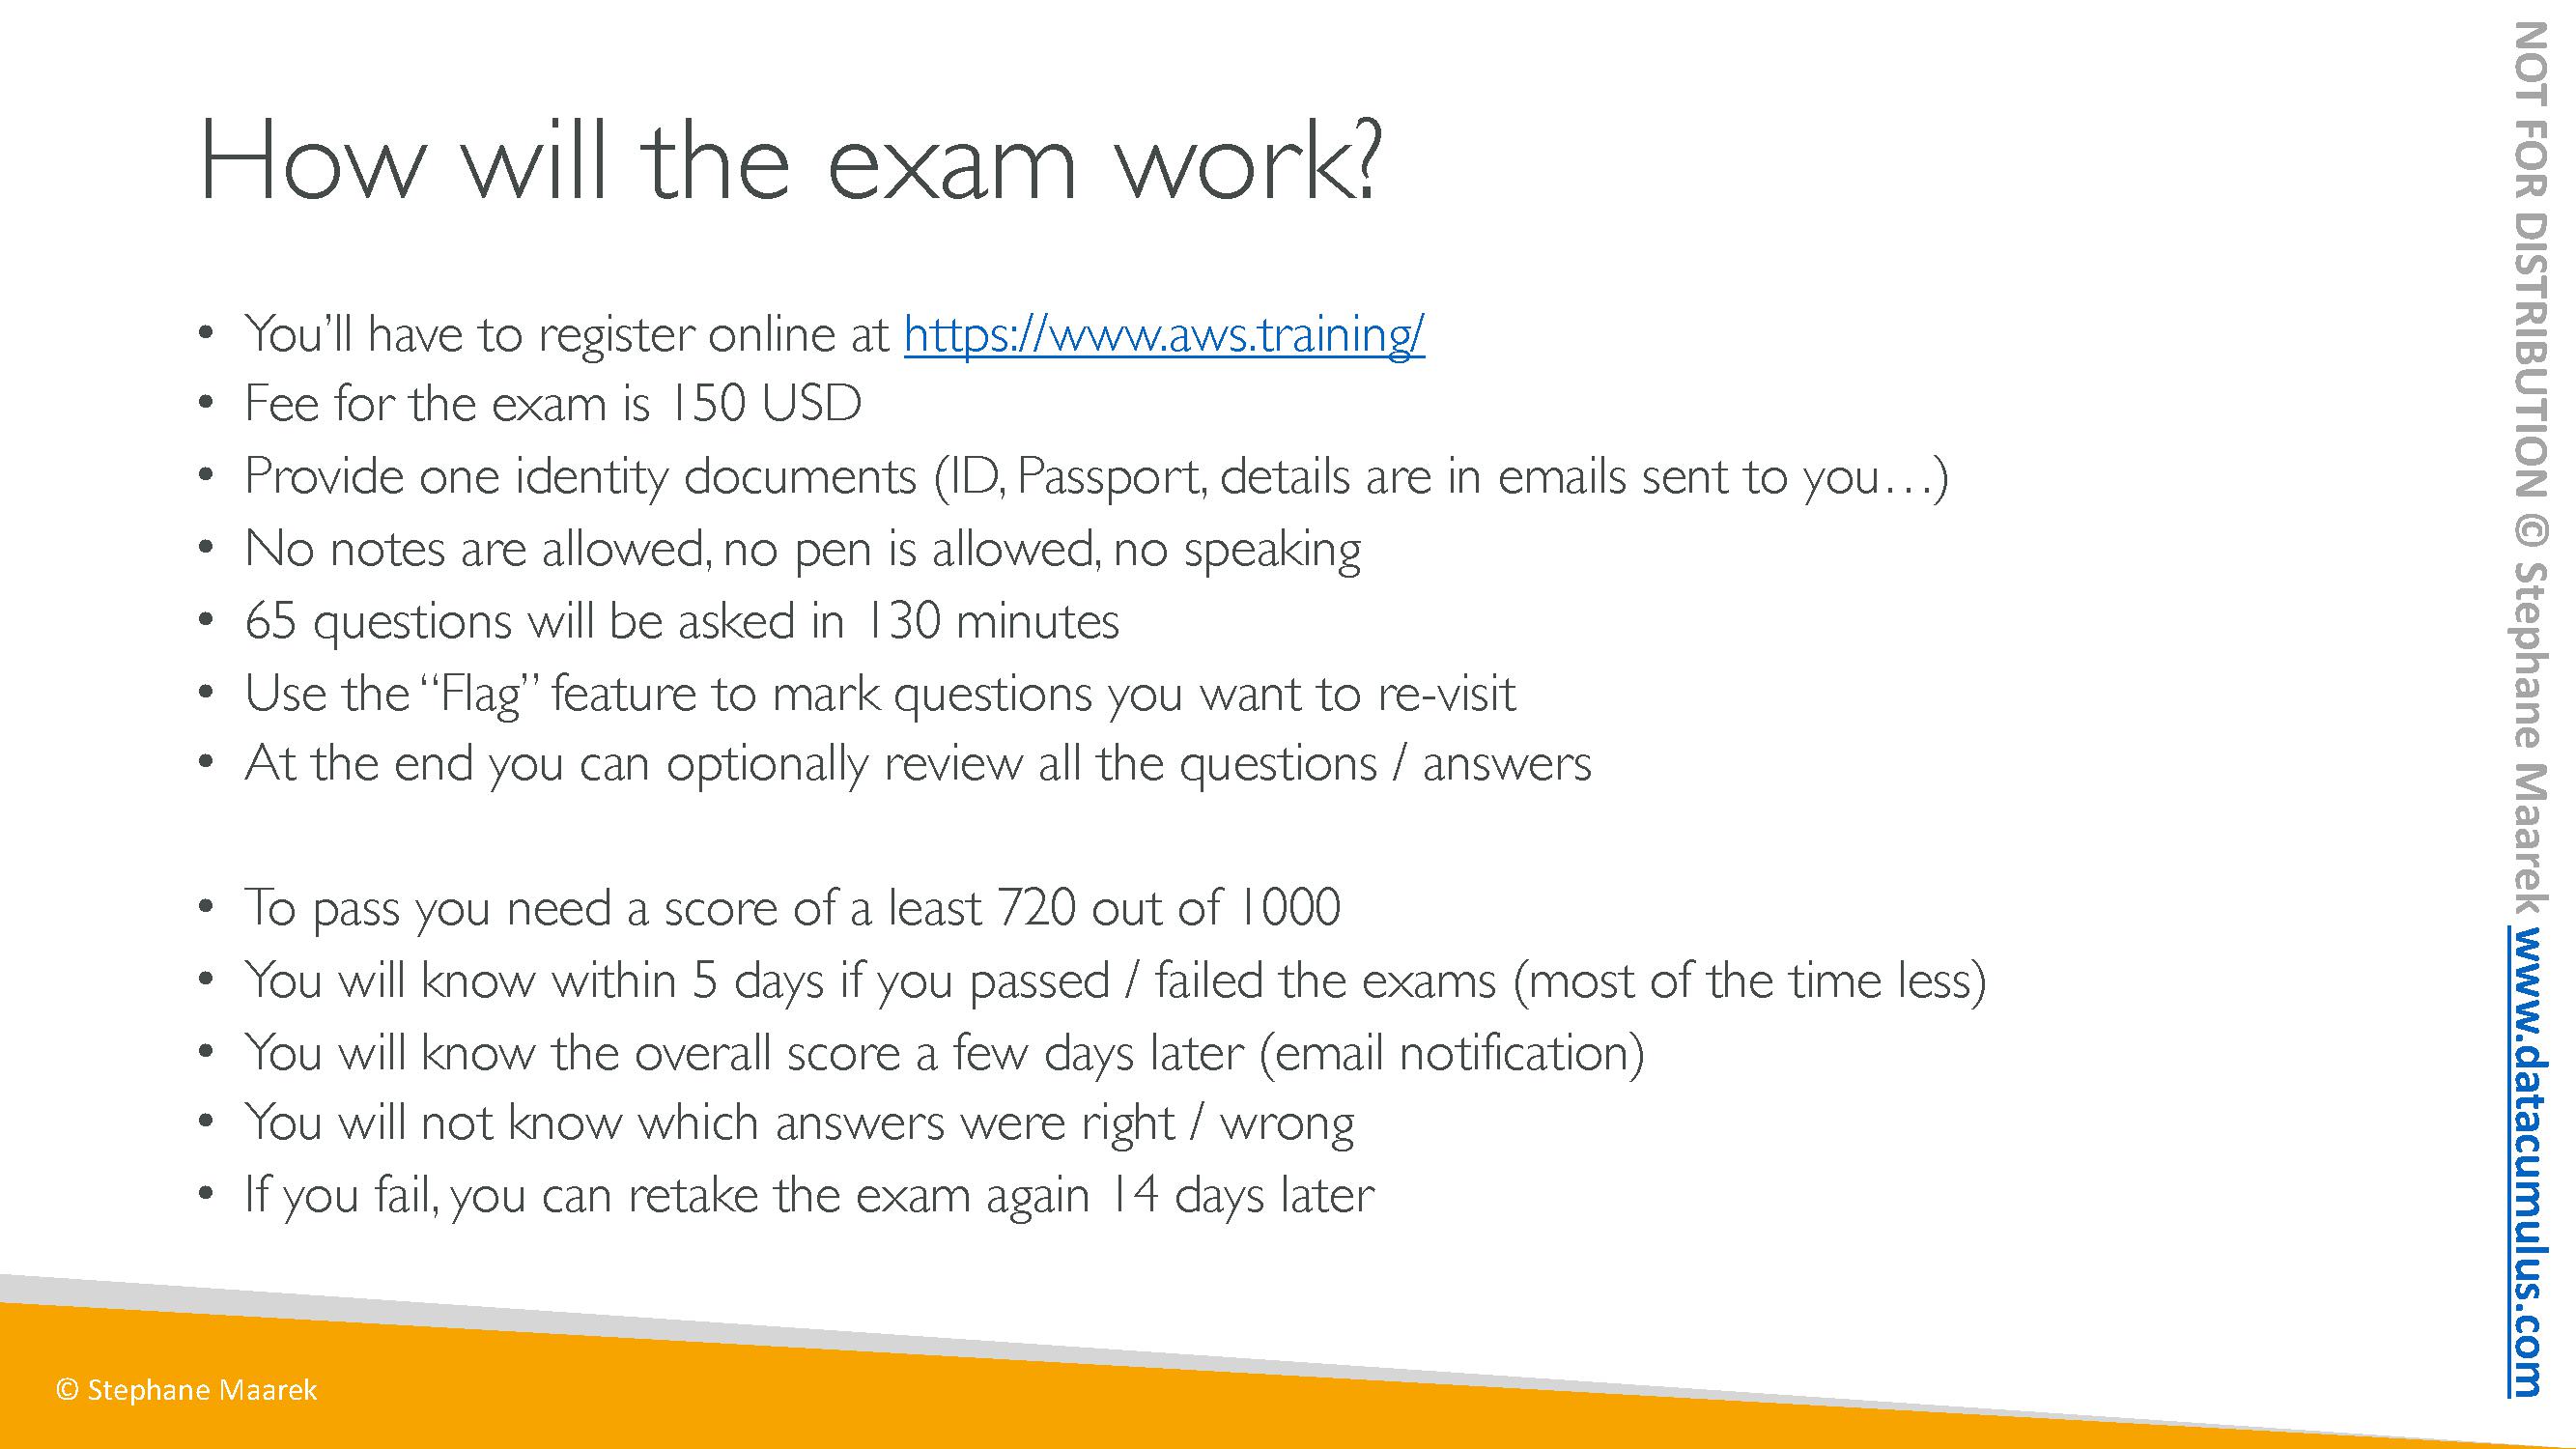 How will the exam work?
• You’ll have to register online at https://www.aws.training/
• Fee for the exam is 150 USD
• Provide one identity documents (ID, Passport, details are in emails sent to you…)
• No notes are allowed, no pen is allowed, no speaking
• 65 questions will be asked in 130 minutes
• Use the “Flag” feature to mark questions you want to re-visit
• At the end you can optionally review all the questions / answers
• To pass you need a score of a least 720 out of 1000
• You will know within 5 days if you passed / failed the exams (most of the time less)
• You will know the overall score a few days later (email notification)
• You will not know which answers were right / wrong
• If you fail, you can retake the exam again 14 days later
© Stephane Maarek
NOT FOR DISTRIBUTION © Stephane Maarek www.datacumulus.com